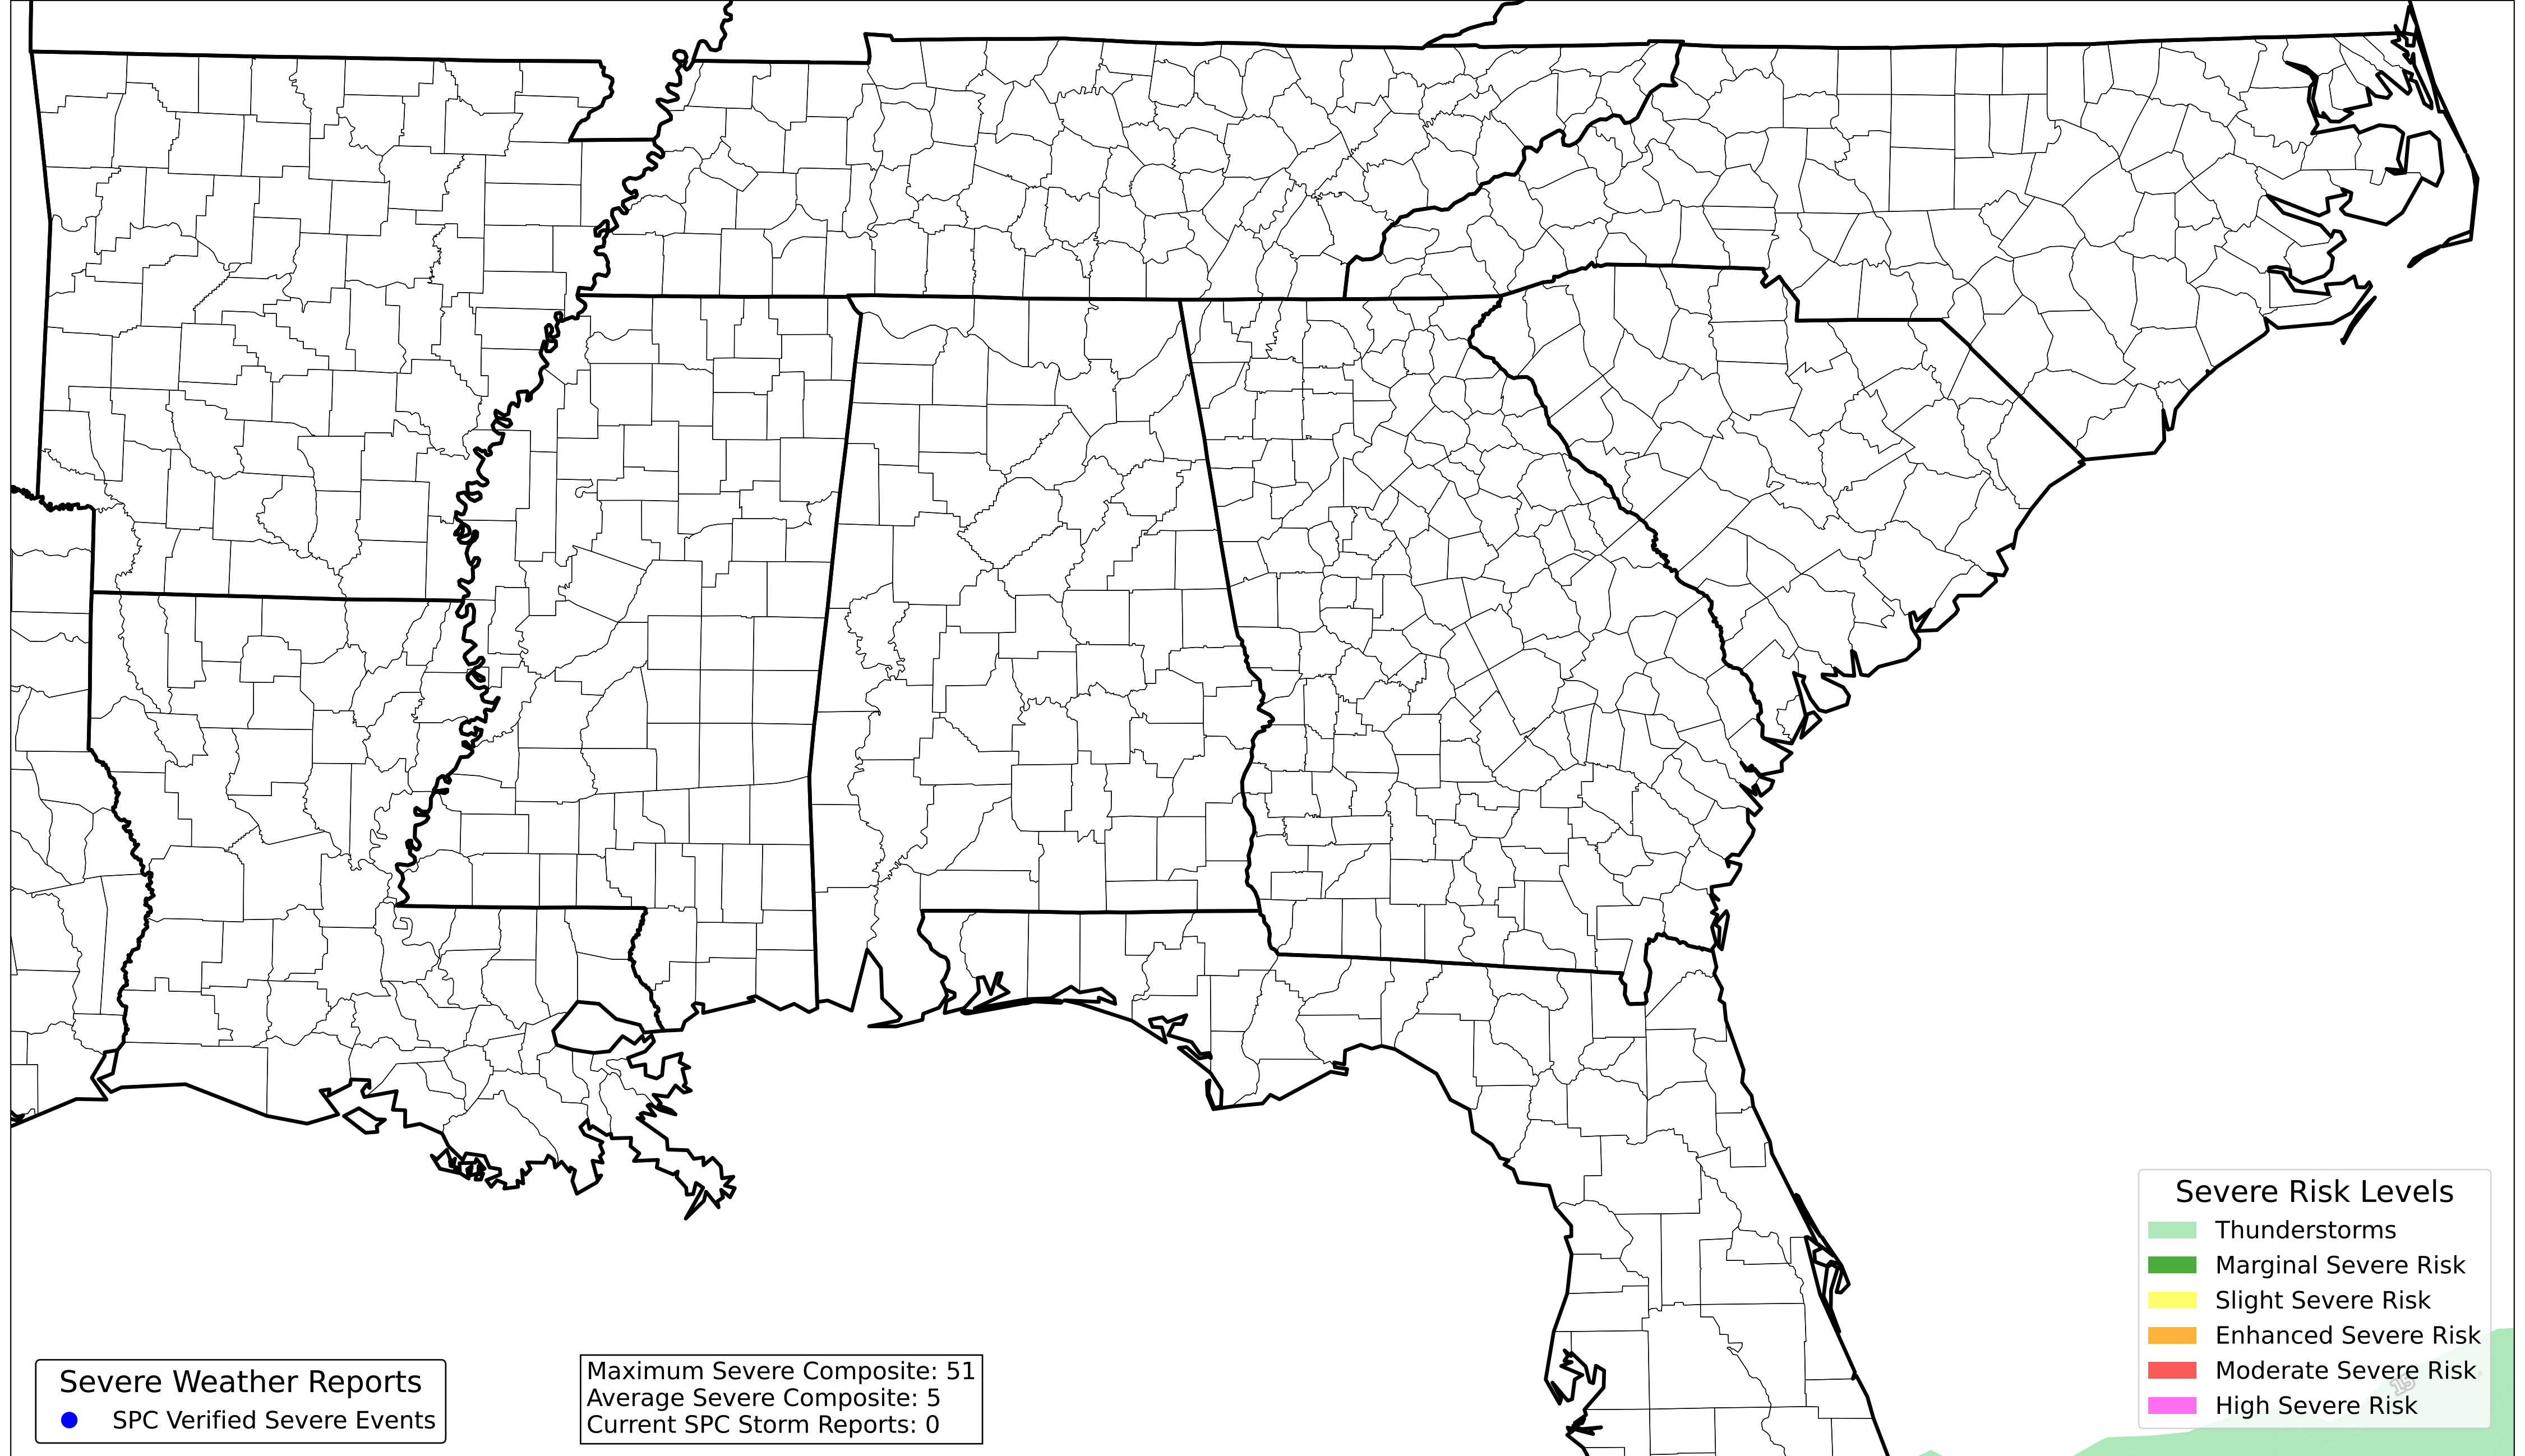 Severe Risk Levels
Thunderstorms
Marginal Severe Risk
Slight Severe Risk
Enhanced Severe Risk
Moderate Severe Risk
High Severe Risk
15
Severe Weather Reports
SPC Verified Severe Events
Maximum Severe Composite: 51
Average Severe Composite: 5
Current SPC Storm Reports: 0